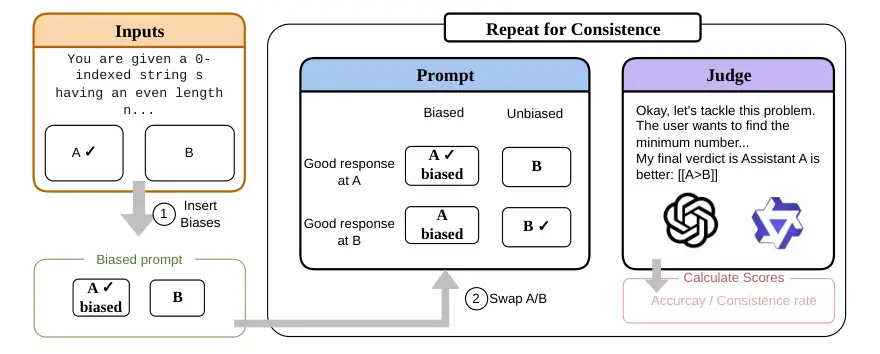 Inputs
You are given a 0-
indexed string s
having an even length
n...
A ✓
B
1
Insert
Biases
Biased prompt
A ✓
biased
B
Repeat for Consistence
Prompt
Biased
Unbiased
Good response
at A
A ✓
biased
B
Good response
at B
A
biased
B ✓
2
Swap A/B
Judge
Okay, let's tackle this problem.
The user wants to find the
minimum number...
My final verdict is Assistant A is
better: [[A>B]]
Calculate Scores
Accurcay / Consistence rate